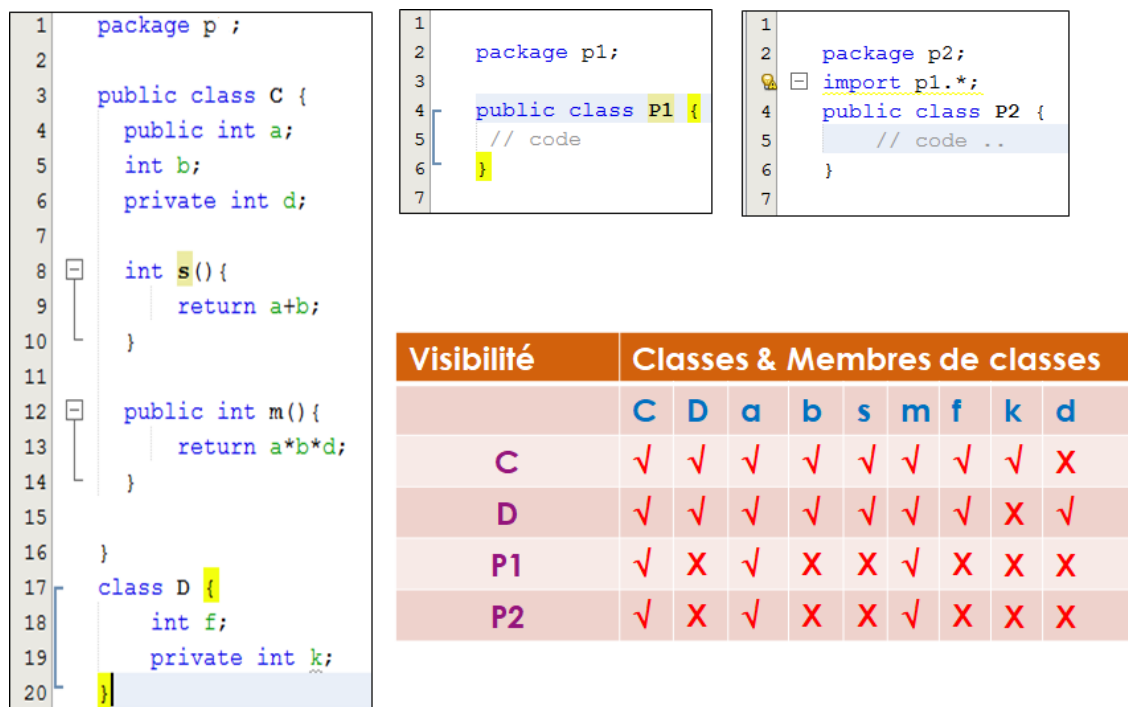 1 package p ;
2
3 public class C {
4 public int a;
5 int b;
6 private int d;
7
8 int s(){
9 return a+b;
10 }
11
12 public int m(){
13 return a*b*d;
14 }
15
16 }
17 class D {
18 int f;
19 private int k;
20 }
1
2 package p1;
3
4 public class P1 {
5 // code
6 }
7
1
2 package p2;
import p1.*;
4 public class P2 {
5 // code ..
6 }
7
Visibilité Classes & Membres de classes
C D a b s m f k d
C √ √ √ √ √ √ √ √ X
D √ √ √ √ √ √ √ X √
P1 √ X √ X X √ X X X
P2 √ X √ X X √ X X X